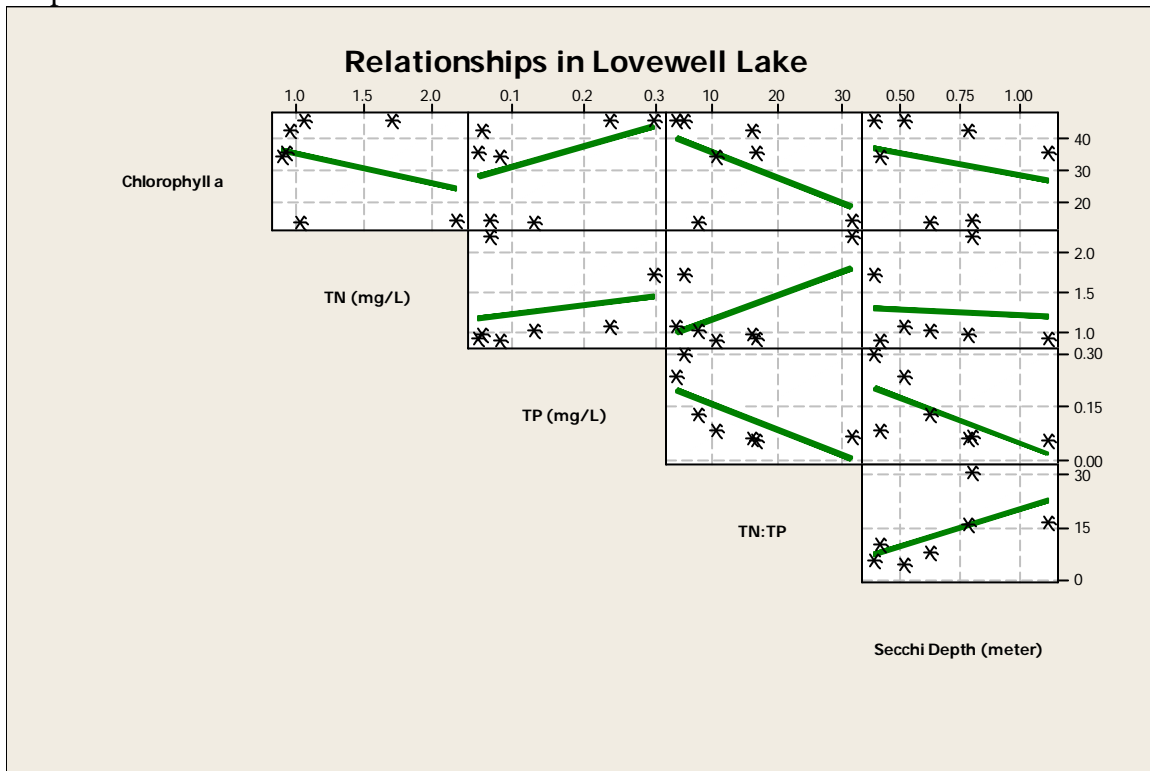 Relationships in Lovewell Lake
1.0 1.5 2.0 0.1 0.2 0.3 10 20 30 0.50 0.75 1.00
Chlorophyll a
40
30
20
TN (mg/L)
2.0
1.5
1.0
TP (mg/L)
0.30
0.15
0.00
TN:TP
30
15
0
Secchi Depth (meter)